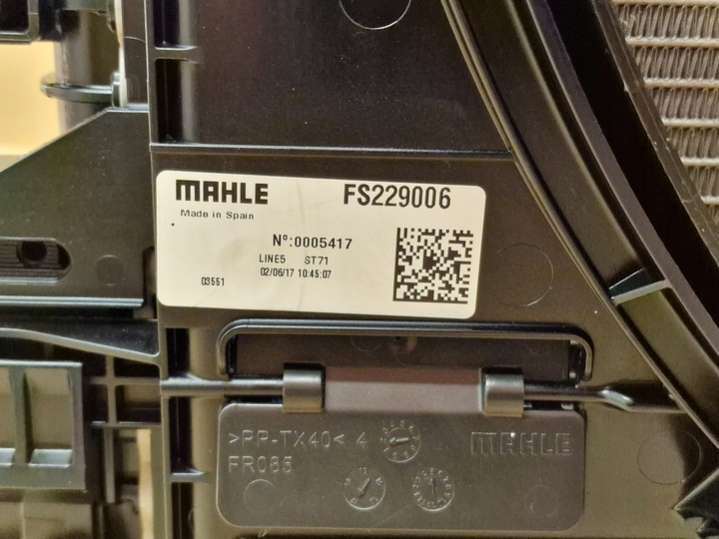 MAHLE FS229006
Made in Spain
Nº:0005417
LINE5 ST71
03551 02/06/17 10:45:07
>PP-TX40< 4 MAHLE
FR085